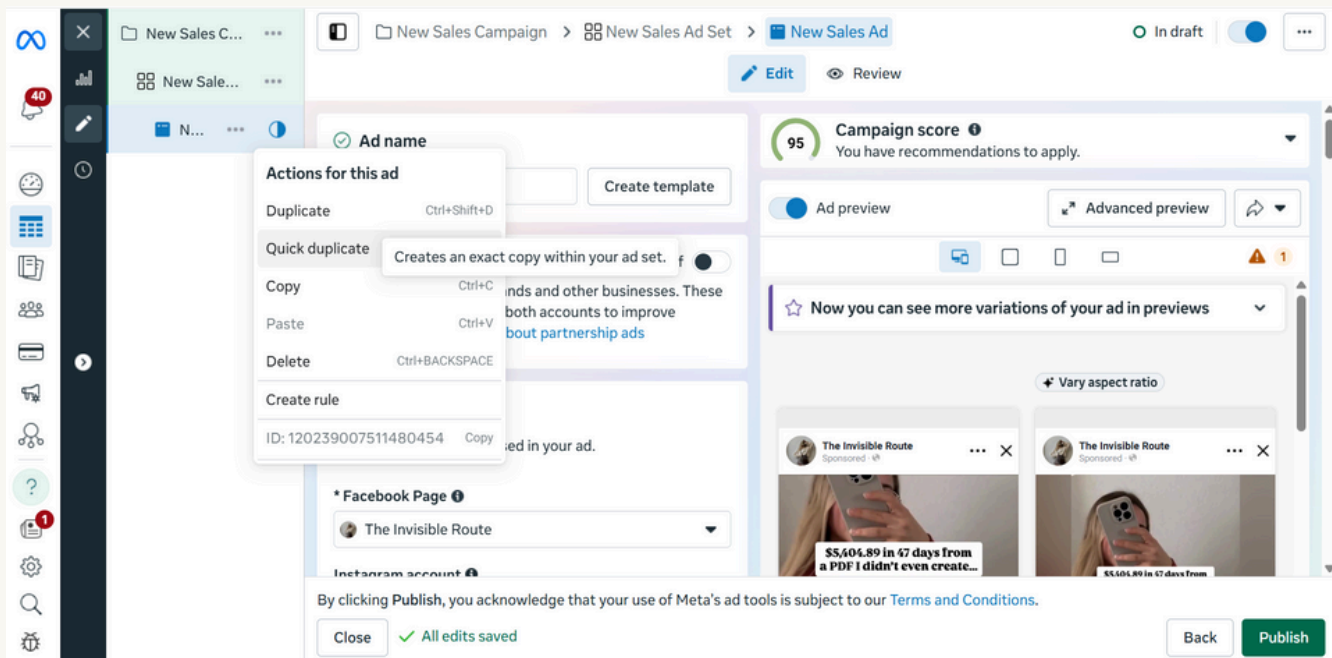 New Sales C...
New Sales Campaign
New Sales Ad Set
New Sales Ad
In draft
40
New Sale...
Edit
Review
N...
Ad name
Create template
Actions for this ad
Duplicate Ctrl+Shift+D
Quick duplicate
Creates an exact copy within your ad set.
Copy Ctrl+C
Paste Ctrl+V
Delete Ctrl+BACKSPACE
Create rule
ID: 120239007511480454 Copy
f
nds and other businesses. These
both accounts to improve
bout partnership ads
sed in your ad.
* Facebook Page
The Invisible Route
Instagram account
95
Campaign score
You have recommendations to apply.
Ad preview
Advanced preview
1
Now you can see more variations of your ad in previews
Vary aspect ratio
The Invisible Route
Sponsored ·
$5,404.89 in 47 days from
a PDF I didn't even create...
The Invisible Route
Sponsored ·
$5,404.89 in 47 days from
?
1
By clicking Publish, you acknowledge that your use of Meta's ad tools is subject to our Terms and Conditions.
Close
All edits saved
Back
Publish